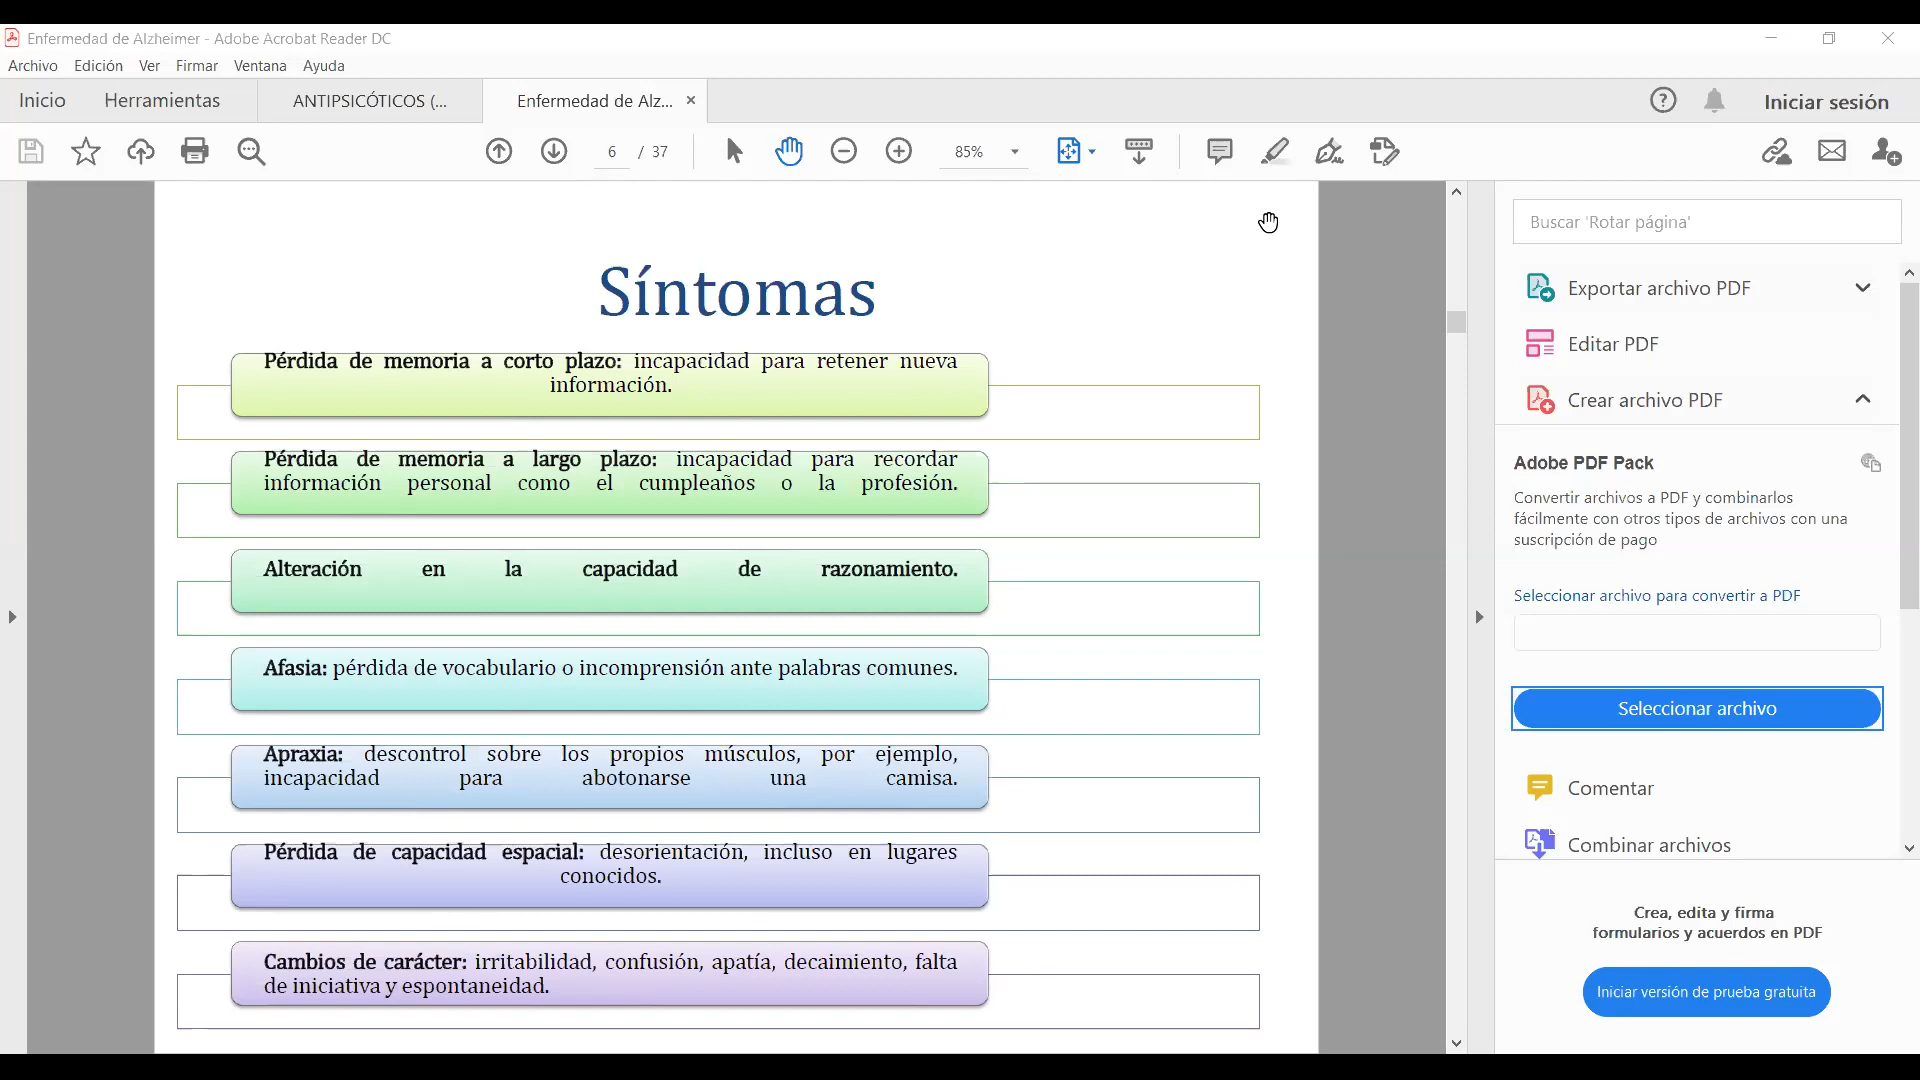 Enfermedad de Alzheimer - Adobe Acrobat Reader DC
Archivo Edición Ver Firmar Ventana Ayuda
Inicio Herramientas ANTIPSICÓTICOS (... Enfermedad de Alz... Iniciar sesión
6 / 37 85%
Síntomas
Pérdida de memoria a corto plazo: incapacidad para retener nueva
información.
Pérdida de memoria a largo plazo: incapacidad para recordar
información personal como el cumpleaños o la profesión.
Alteración en la capacidad de razonamiento.
Afasia: pérdida de vocabulario o incomprensión ante palabras comunes.
Apraxia: descontrol sobre los propios músculos, por ejemplo,
incapacidad para abotonarse una camisa.
Pérdida de capacidad espacial: desorientación, incluso en lugares
conocidos.
Cambios de carácter: irritabilidad, confusión, apatía, decaimiento, falta
de iniciativa y espontaneidad.
Buscar 'Rotar página'
Exportar archivo PDF
Editar PDF
Crear archivo PDF
Adobe PDF Pack
Convertir archivos a PDF y combinarlos
fácilmente con otros tipos de archivos con una
suscripción de pago
Seleccionar archivo para convertir a PDF
Seleccionar archivo
Comentar
Combinar archivos
Crea, edita y firma
formularios y acuerdos en PDF
Iniciar versión de prueba gratuita